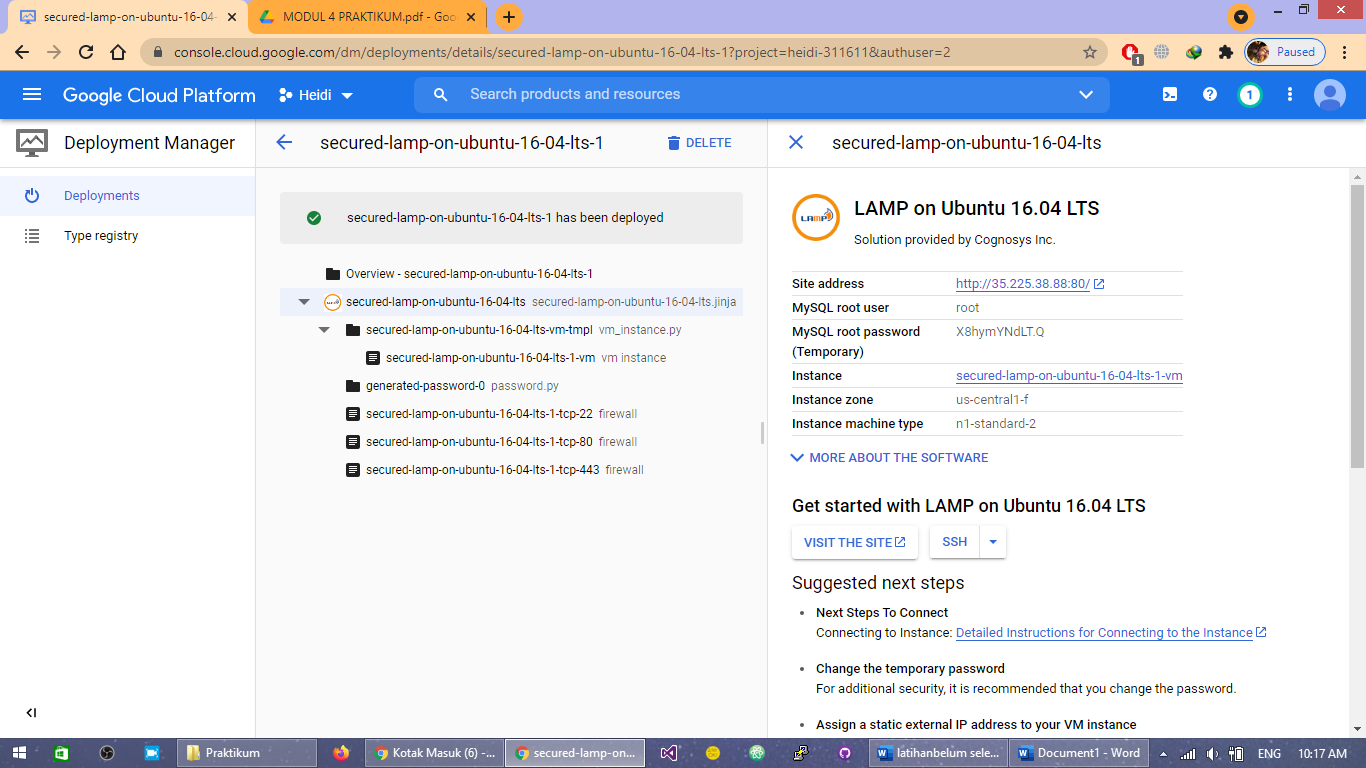 secured-lamp-on-ubuntu-16-04-
MODUL 4 PRAKTIKUM.pdf - Goo
console.cloud.google.com/dm/deployments/details/secured-lamp-on-ubuntu-16-04-lts-1?project=heidi-311611&authuser=2
1
Paused
Google Cloud Platform
Heidi
Search products and resources
1
Deployment Manager
Deployments
Type registry
secured-lamp-on-ubuntu-16-04-lts-1
DELETE
secured-lamp-on-ubuntu-16-04-lts-1 has been deployed
Overview - secured-lamp-on-ubuntu-16-04-lts-1
secured-lamp-on-ubuntu-16-04-lts secured-lamp-on-ubuntu-16-04-lts.jinja
secured-lamp-on-ubuntu-16-04-lts-vm-tmpl vm_instance.py
secured-lamp-on-ubuntu-16-04-lts-1-vm vm instance
generated-password-0 password.py
secured-lamp-on-ubuntu-16-04-lts-1-tcp-22 firewall
secured-lamp-on-ubuntu-16-04-lts-1-tcp-80 firewall
secured-lamp-on-ubuntu-16-04-lts-1-tcp-443 firewall
secured-lamp-on-ubuntu-16-04-lts
LAMP
LAMP on Ubuntu 16.04 LTS
Solution provided by Cognosys Inc.
Site address http://35.225.38.88:80/
MySQL root user root
MySQL root password X8hymYNdLT.Q
(Temporary)
Instance secured-lamp-on-ubuntu-16-04-lts-1-vm
Instance zone us-central1-f
Instance machine type n1-standard-2
MORE ABOUT THE SOFTWARE
Get started with LAMP on Ubuntu 16.04 LTS
VISIT THE SITE
SSH
Suggested next steps
• Next Steps To Connect
Connecting to Instance: Detailed Instructions for Connecting to the Instance
• Change the temporary password
For additional security, it is recommended that you change the password.
• Assign a static external IP address to your VM instance
Praktikum
Kotak Masuk (6) -...
secured-lamp-on...
latihanbelum sele...
Document1 - Word
ENG
10:17 AM